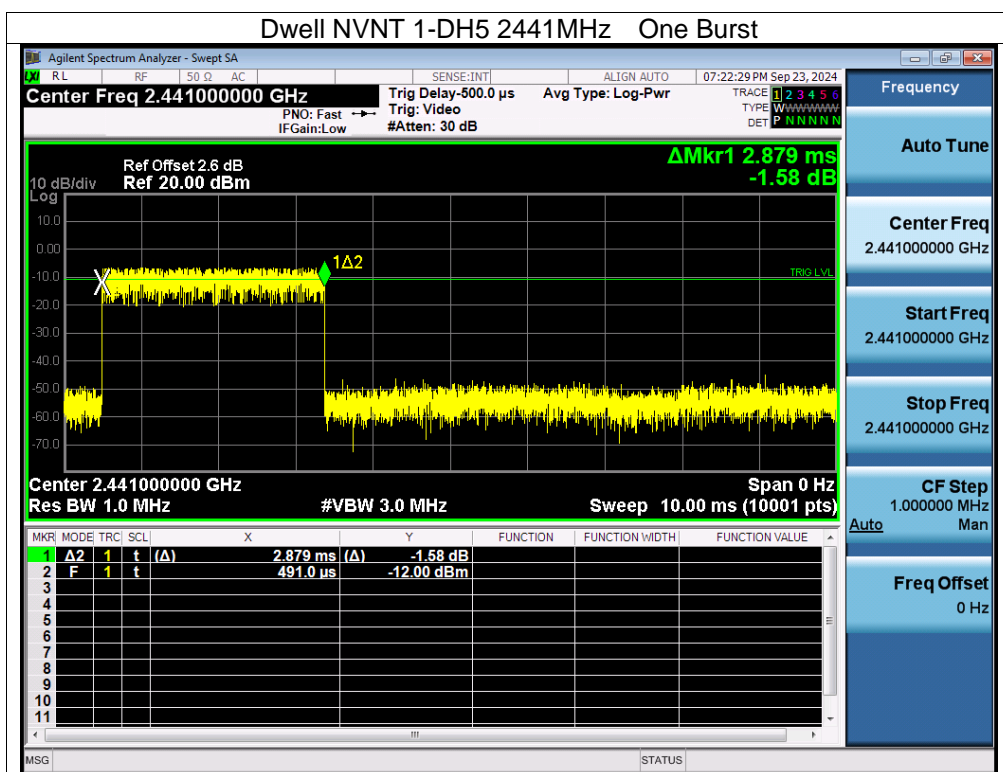 Dwell NVNT 1-DH5 2441MHz One Burst
Agilent Spectrum Analyzer - Swept SA
LXI RL RF 50 Ω AC SENSE:INT ALIGN AUTO 07:22:29 PM Sep 23, 2024
Center Freq 2.441000000 GHz Trig Delay-500.0 µs Avg Type: Log-Pwr TRACE 1 2 3 4 5 6
PNO: Fast Trig: Video TYPE WWWWWW
IFGain:Low #Atten: 30 dB DET P N N N N N
Frequency
Auto Tune
Center Freq
2.441000000 GHz
Start Freq
2.441000000 GHz
Stop Freq
2.441000000 GHz
CF Step
1.000000 MHz
Auto Man
Freq Offset
0 Hz
ΔMkr1 2.879 ms
-1.58 dB
Ref Offset 2.6 dB
10 dB/div Ref 20.00 dBm
Log
10.0
0.00
-10.0
-20.0
-30.0
-40.0
-50.0
-60.0
-70.0
X
1Δ2
TRIG LVL
Center 2.441000000 GHz Span 0 Hz
Res BW 1.0 MHz #VBW 3.0 MHz Sweep 10.00 ms (10001 pts)
MKR MODE TRC SCL X Y FUNCTION FUNCTION WIDTH FUNCTION VALUE
1 Δ2 1 t (Δ) 2.879 ms (Δ) -1.58 dB
2 F 1 t 491.0 µs -12.00 dBm
3
4
5
6
7
8
9
10
11
MSG STATUS